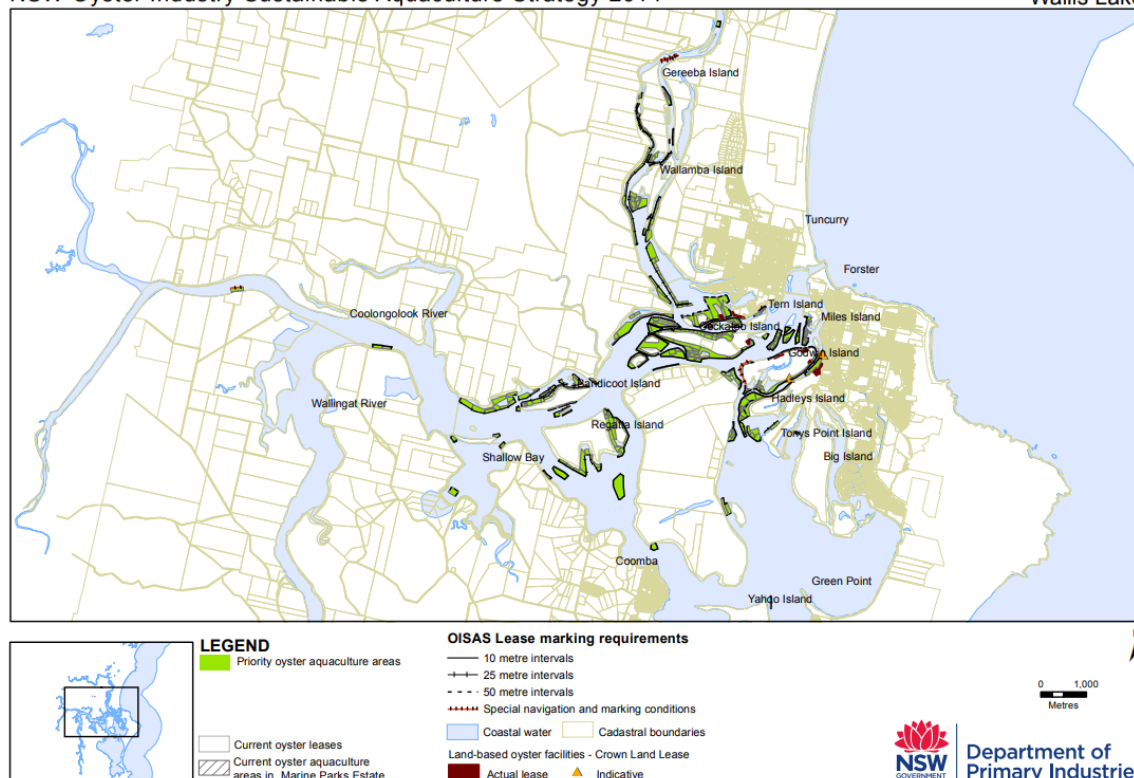 NSW Oyster Industry Sustainable Aquaculture Strategy
Wallis Lake
Gereeba Island
Wallamba Island
Tuncurry
Forster
Tern Island
Miles Island
Coolongolook River
Cockatoo Island
Godwin Island
Bandicoot Island
Wallingat River
Hadleys Island
Regatta Island
Tonys Point Island
Shallow Bay
Big Island
Coomba
Green Point
Yahoo Island
LEGEND
Priority oyster aquaculture areas
Current oyster leases
Current oyster aquaculture
areas in Marine Parks Estate
OISAS Lease marking requirements
10 metre intervals
25 metre intervals
50 metre intervals
Special navigation and marking conditions
Coastal water
Cadastral boundaries
Land-based oyster facilities - Crown Land Lease
Actual lease
Indicative
0 1,000
Metres
NSW
GOVERNMENT
Department of
Primary Industries